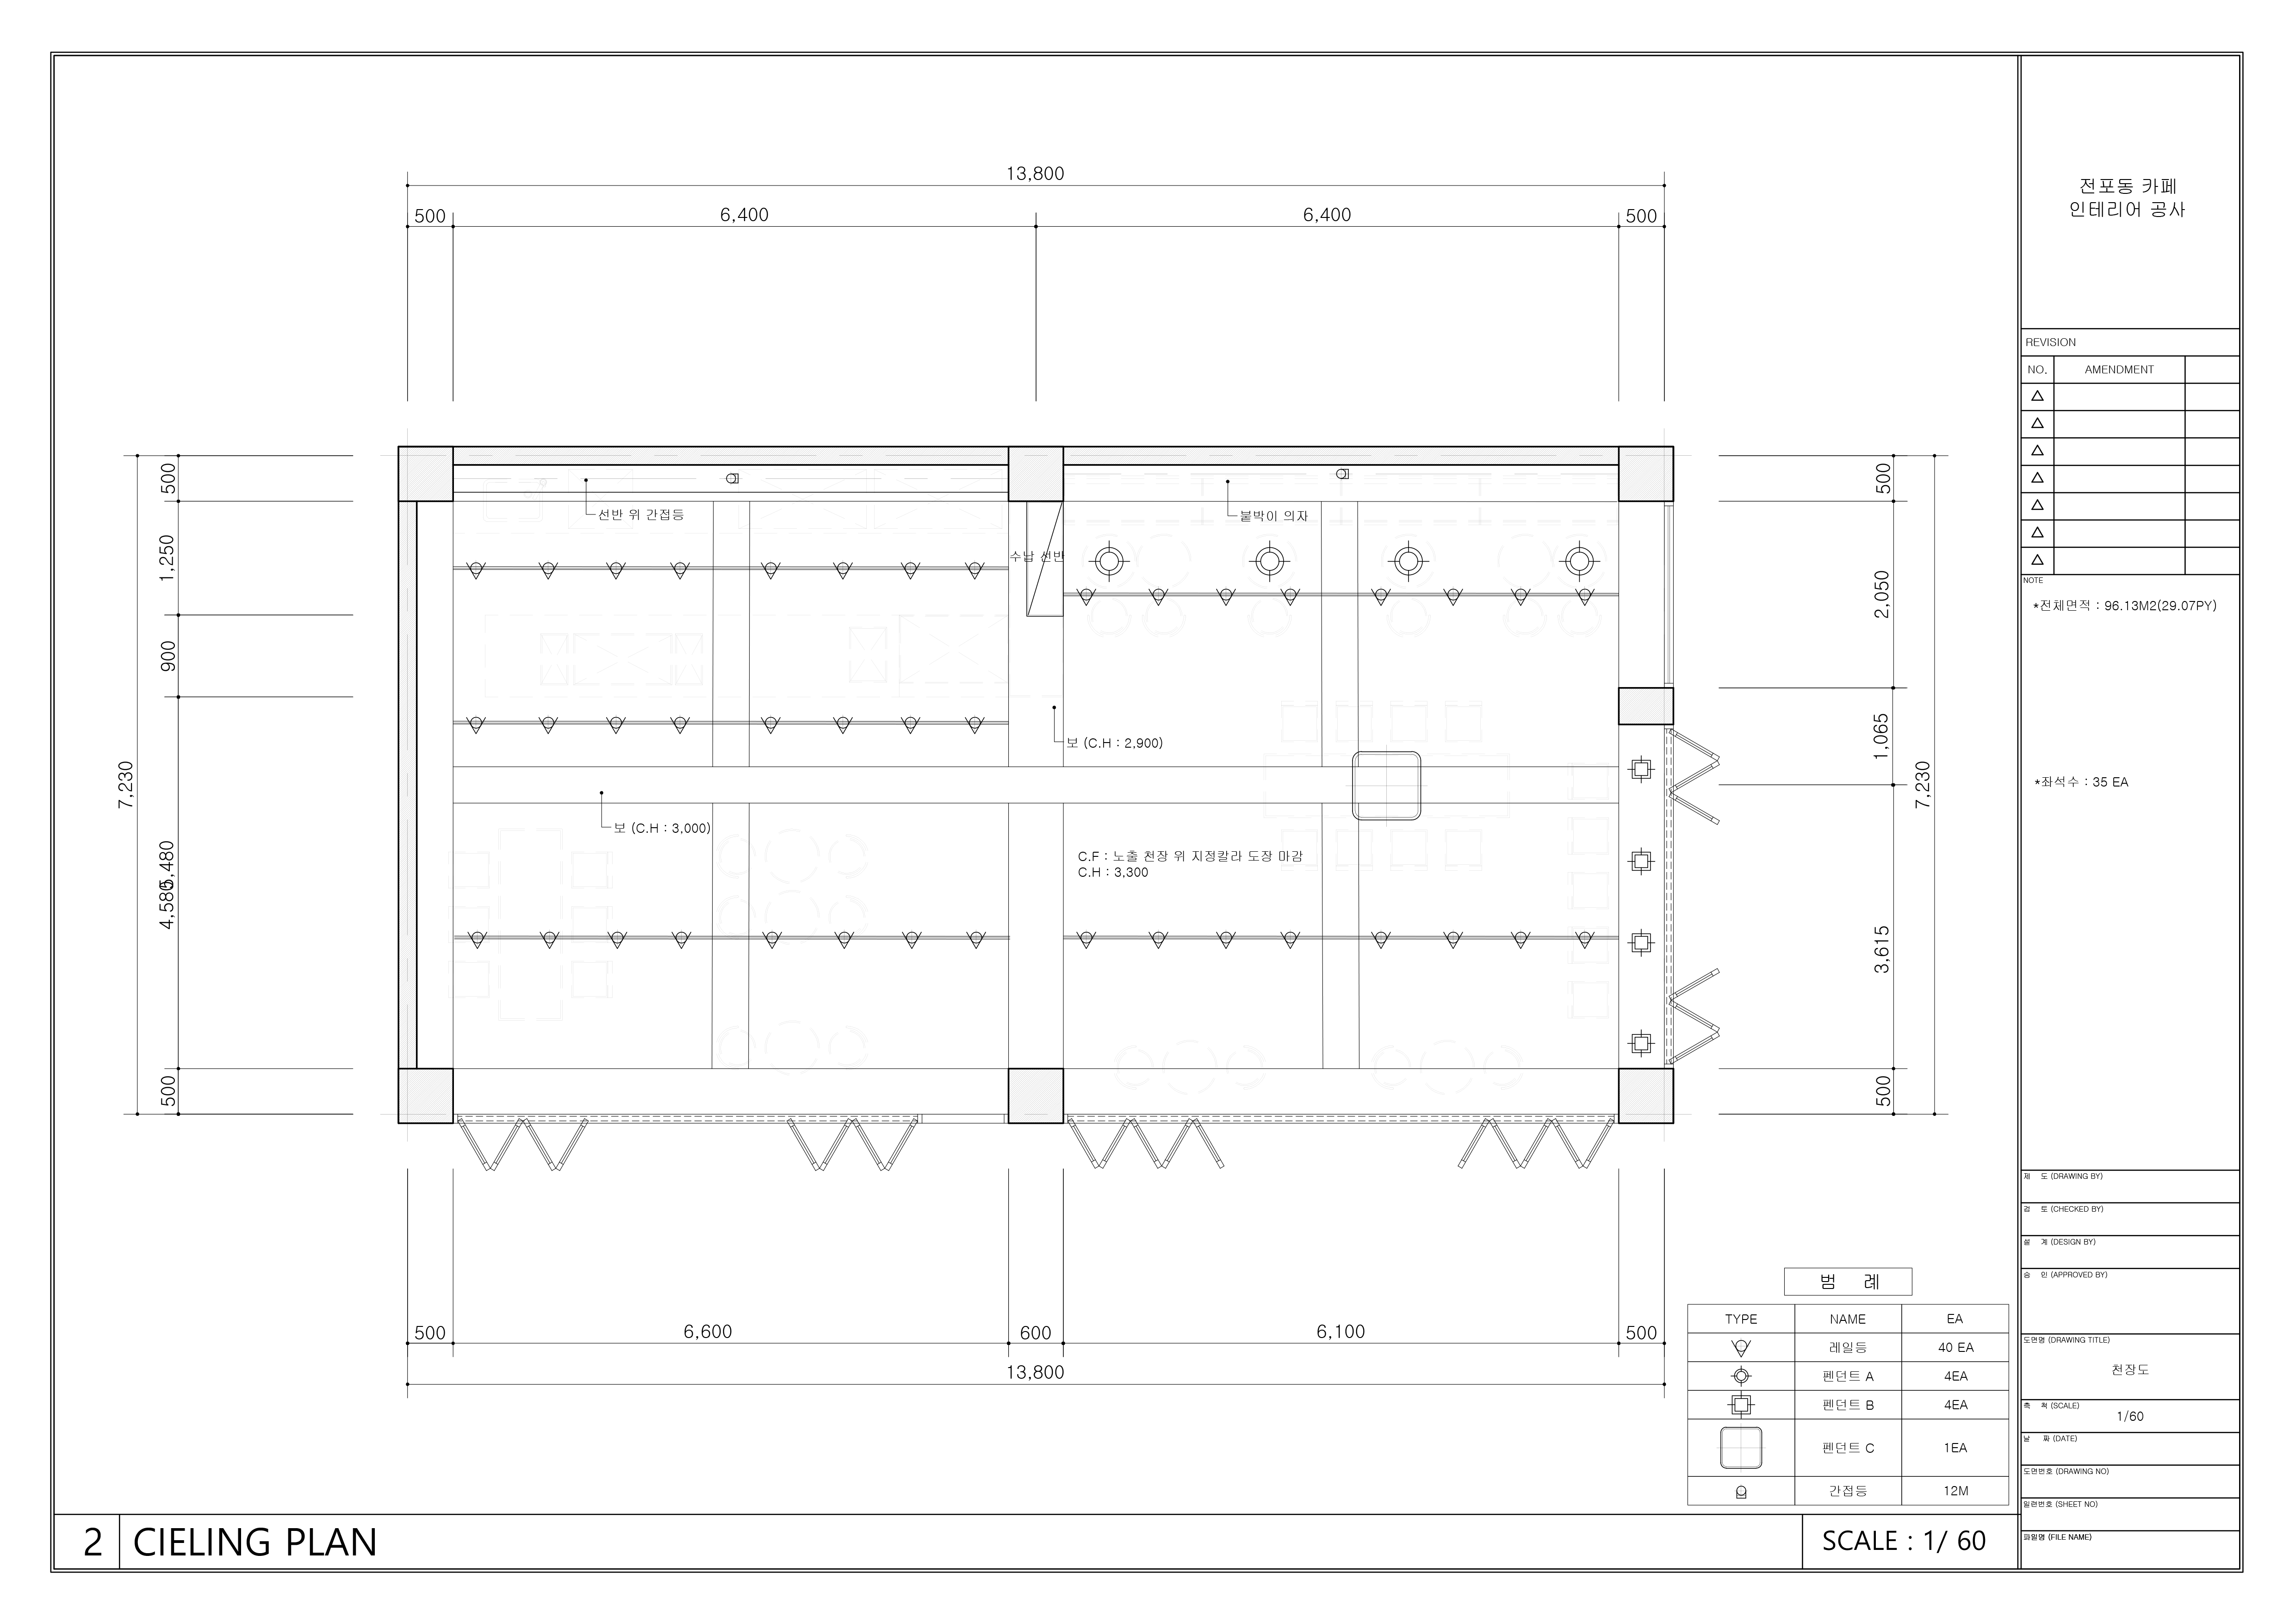 13,800
500
6,400
6,400
500
전포동 카페
인테리어 공사
REVISION
NO.
AMENDMENT
NOTE
*전체면적 : 96.13M2(29.07PY)
*좌석수 : 35 EA
7,230
500
1,250
900
5,480
4,580
500
선반 위 간접등
붙박이 의자
수납 선반
보 (C.H : 2,900)
보 (C.H : 3,000)
C.F : 노출 천장 위 지정칼라 도장 마감
C.H : 3,300
500
2,050
1,065
3,615
500
7,230
500
6,600
600
6,100
500
13,800
범 례
TYPE NAME EA
레일등 40 EA
펜던트 A 4EA
펜던트 B 4EA
펜던트 C 1EA
간접등 12M
제 도 (DRAWING BY)
검 토 (CHECKED BY)
설 계 (DESIGN BY)
승 인 (APPROVED BY)
도면명 (DRAWING TITLE)
천장도
축 척 (SCALE)
1/60
날 짜 (DATE)
도면번호 (DRAWING NO)
일련번호 (SHEET NO)
파일명 (FILE NAME)
2 CIELING PLAN
SCALE : 1/ 60